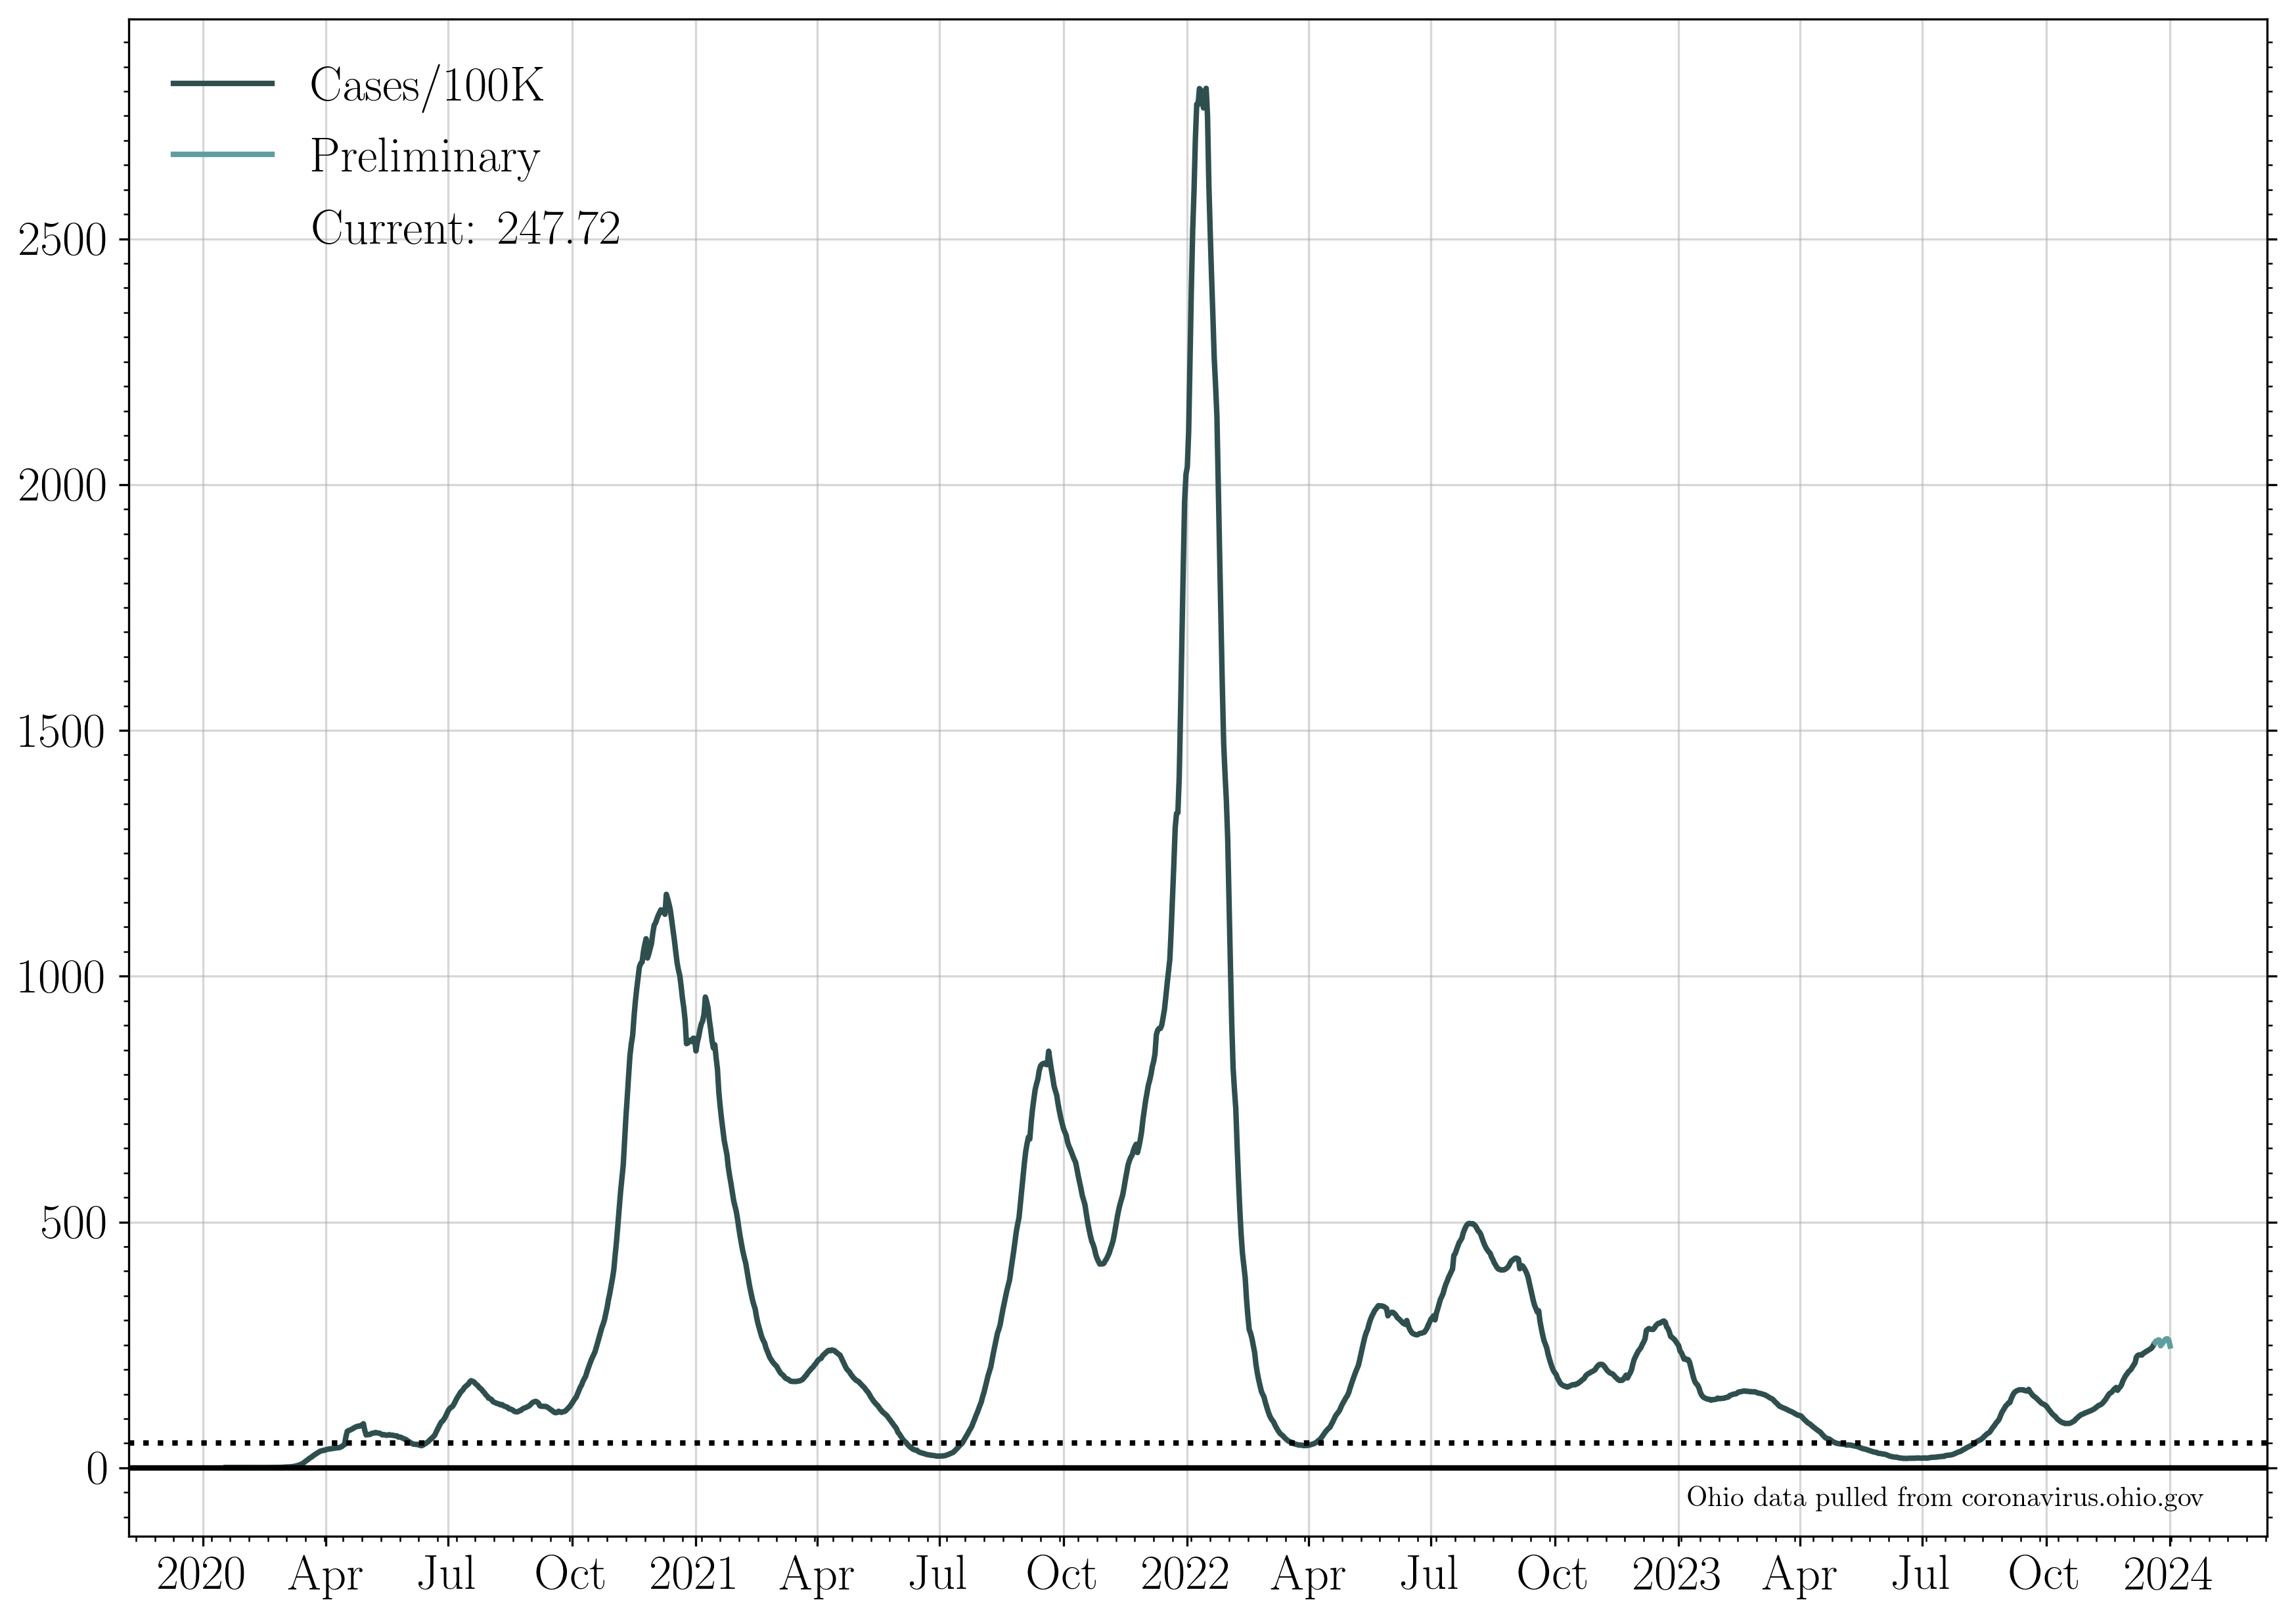 Cases/100K
Preliminary
Current: 247.72
2500
2000
1500
1000
500
0
Ohio data pulled from coronavirus.ohio.gov
2020 Apr Jul Oct 2021 Apr Jul Oct 2022 Apr Jul Oct 2023 Apr Jul Oct 2024